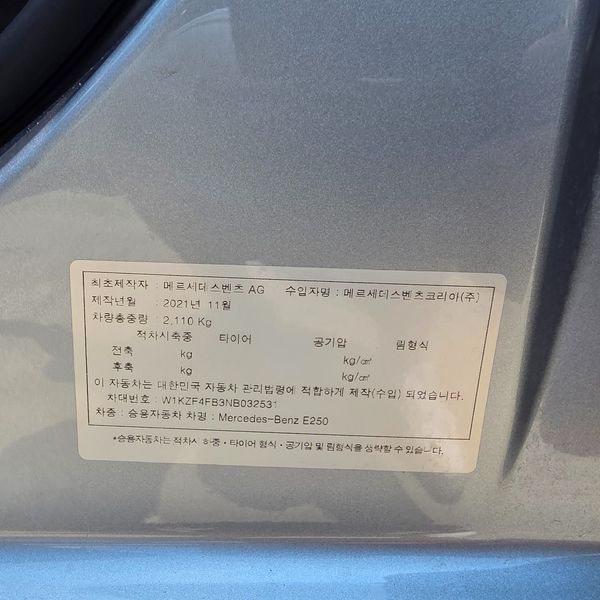 최초제작자 : 메르세데스벤츠 AG 수입자명 : 메르세데스벤츠코리아(주)
제작년월 : 2021년 11월
차량총중량 : 2,110 Kg
적차시축중 타이어 공기압 림형식
전축 kg kg/㎠
후축 kg kg/㎠
이 자동차는 대한민국 자동차 관리법령에 적합하게 제작(수입) 되었습니다.
차대번호 : W1KZF4FB3NB032531
차종 : 승용자동차 차명 : Mercedes-Benz E250
*승용자동차는 적차시 하중·타이어 형식·공기압 및 림형식을 생략할 수 있습니다.